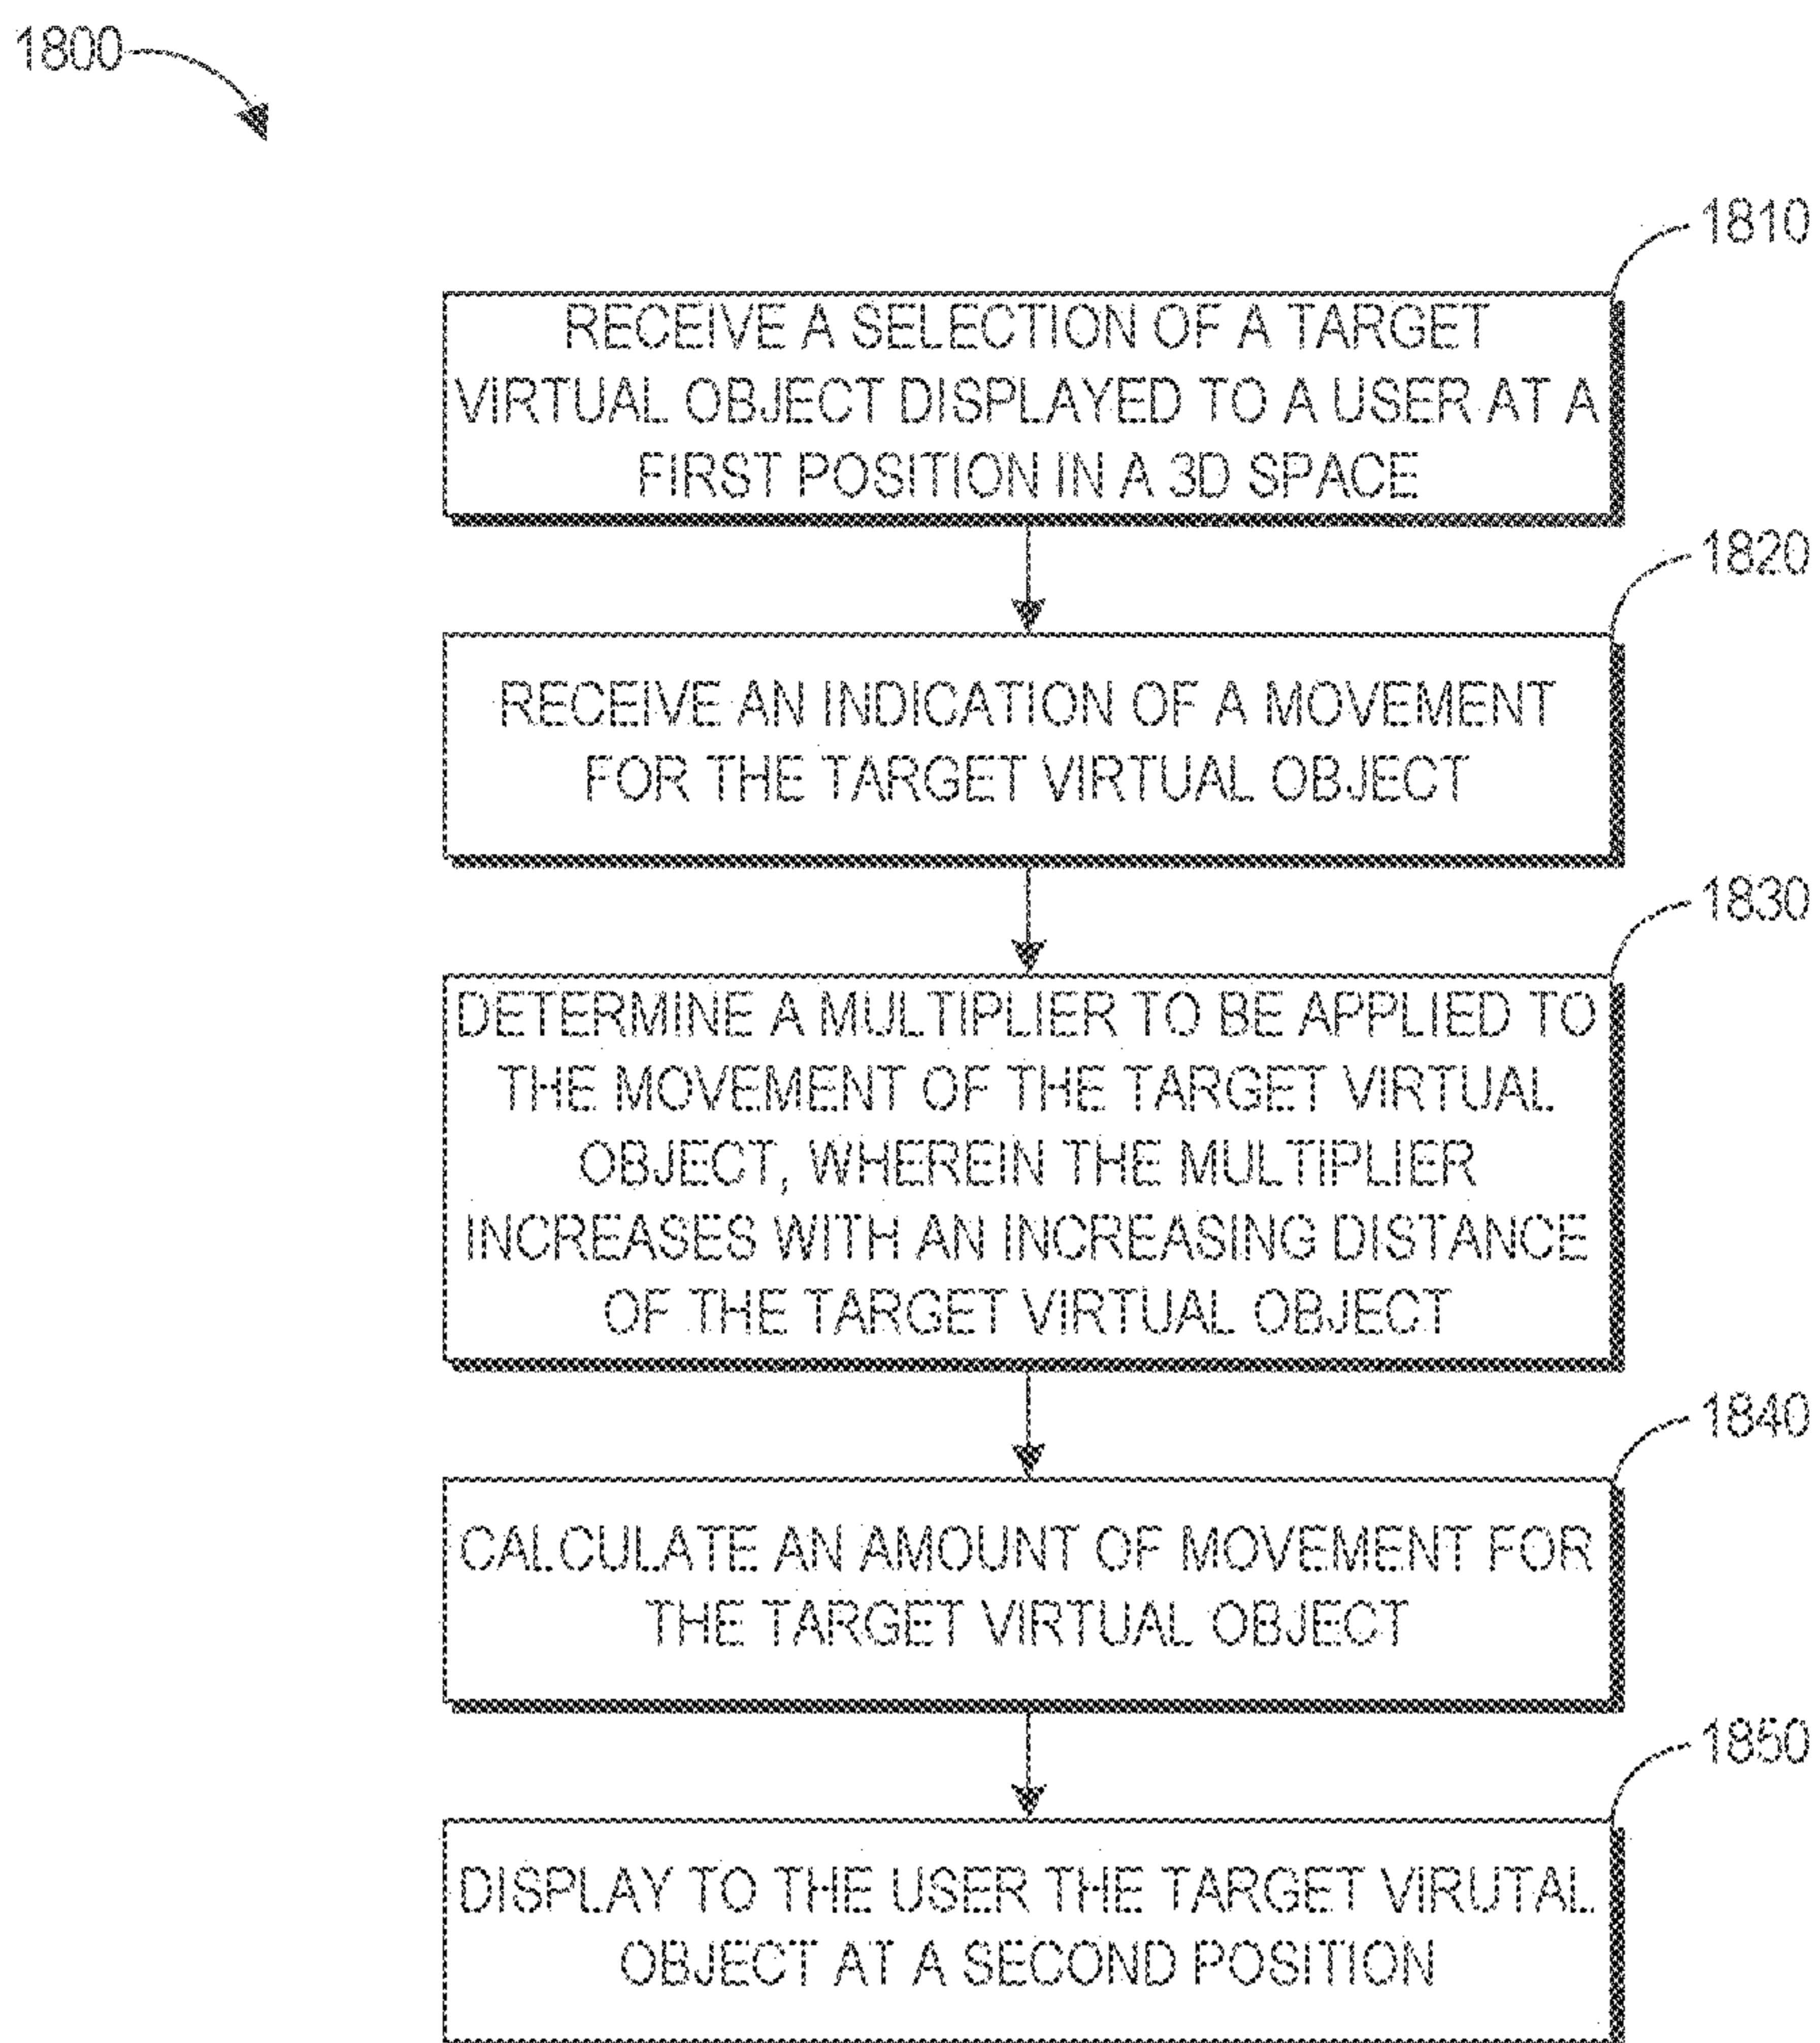 1800
1810
RECEIVE A SELECTION OF A TARGET
VIRTUAL OBJECT DISPLAYED TO A USER AT A
FIRST POSITION IN A 3D SPACE
1820
RECEIVE AN INDICATION OF A MOVEMENT
FOR THE TARGET VIRTUAL OBJECT
1830
DETERMINE A MULTIPLIER TO BE APPLIED TO
THE MOVEMENT OF THE TARGET VIRTUAL
OBJECT, WHEREIN THE MULTIPLIER
INCREASES WITH AN INCREASING DISTANCE
OF THE TARGET VIRTUAL OBJECT
1840
CALCULATE AN AMOUNT OF MOVEMENT FOR
THE TARGET VIRTUAL OBJECT
1850
DISPLAY TO THE USER THE TARGET VIRUTAL
OBJECT AT A SECOND POSITION